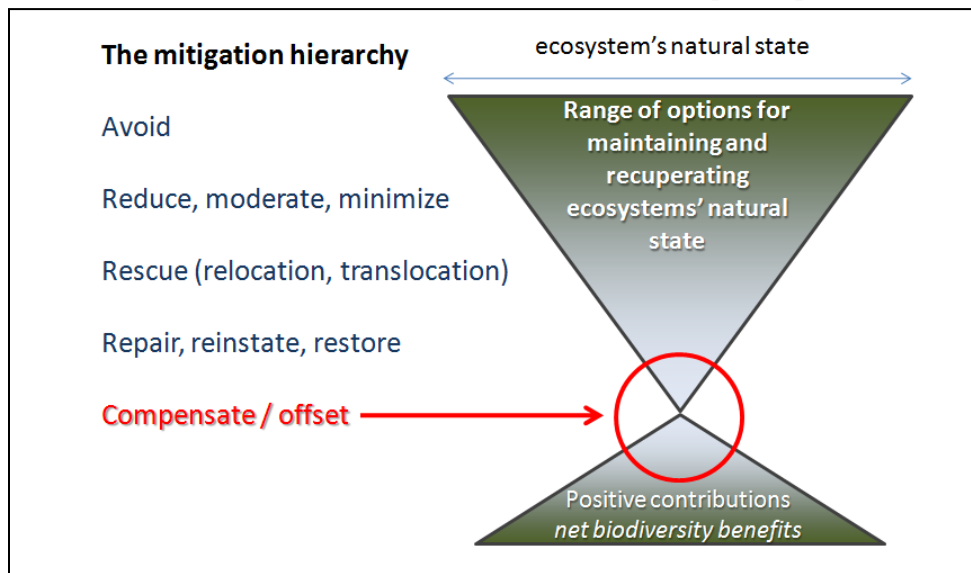 The mitigation hierarchy
Avoid
Reduce, moderate, minimize
Rescue (relocation, translocation)
Repair, reinstate, restore
Compensate / offset
ecosystem's natural state
Range of options for
maintaining and
recuperating
ecosystems' natural
state
Positive contributions
net biodiversity benefits